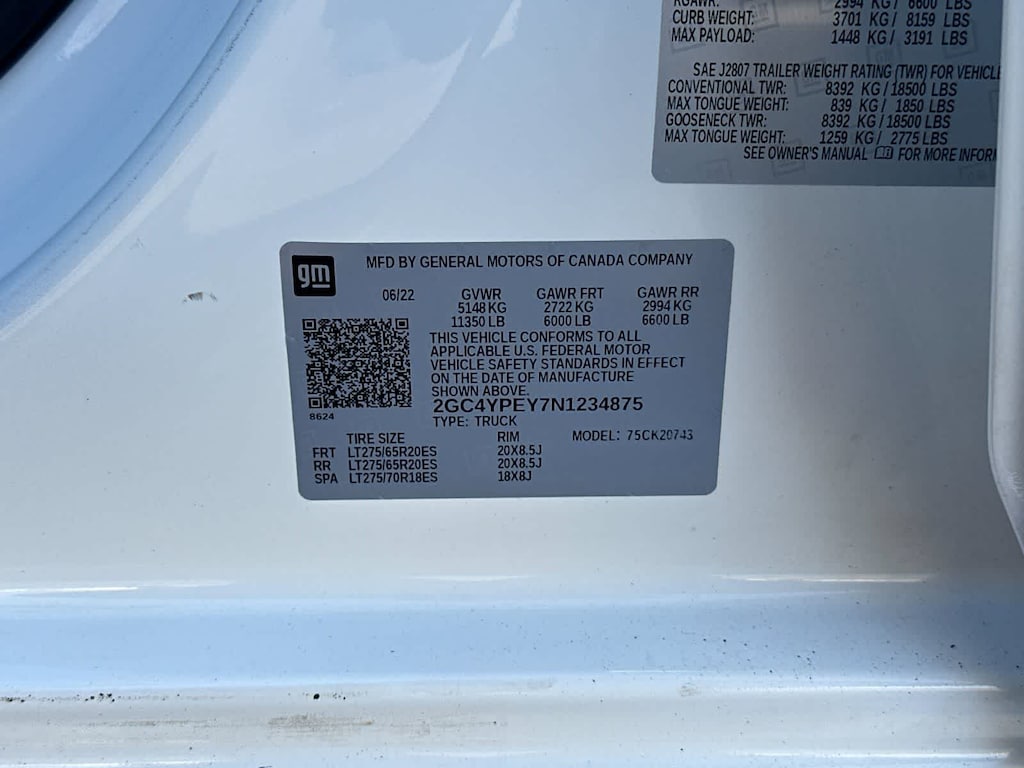 RGAWR: 2994 KG/ 6600 LBS
CURB WEIGHT: 3701 KG/ 8159 LBS
MAX PAYLOAD: 1448 KG/ 3191 LBS
SAE J2807 TRAILER WEIGHT RATING (TWR) FOR VEHICLE
CONVENTIONAL TWR: 8392 KG/18500 LBS
MAX TONGUE WEIGHT: 839 KG/ 1850 LBS
GOOSENECK TWR: 8392 KG/18500 LBS
MAX TONGUE WEIGHT: 1259 KG/ 2775 LBS
SEE OWNER'S MANUAL FOR MORE INFORM
gm
MFD BY GENERAL MOTORS OF CANADA COMPANY
06/22 GVWR GAWR FRT GAWR RR
5148 KG 2722 KG 2994 KG
11350 LB 6000 LB 6600 LB
THIS VEHICLE CONFORMS TO ALL
APPLICABLE U.S. FEDERAL MOTOR
VEHICLE SAFETY STANDARDS IN EFFECT
ON THE DATE OF MANUFACTURE
SHOWN ABOVE.
8624
2GC4YPEY7N1234875
TYPE: TRUCK
TIRE SIZE RIM MODEL: 75CK20743
FRT LT275/65R20ES 20X8.5J
RR LT275/65R20ES 20X8.5J
SPA LT275/70R18ES 18X8J